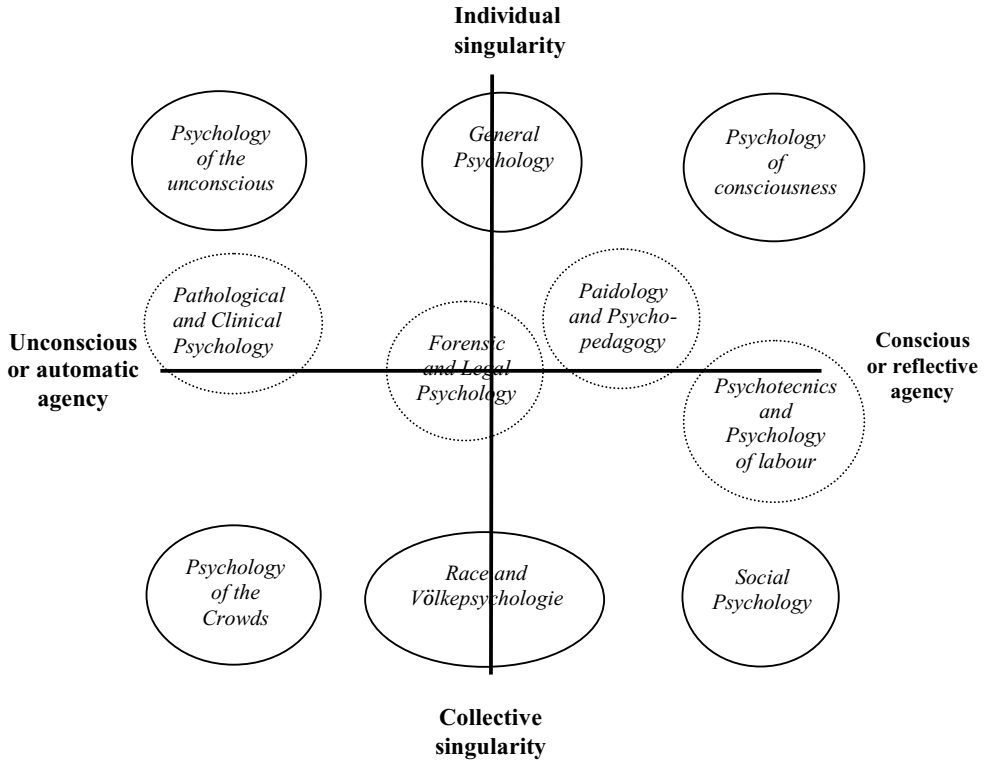 Individual
singularity
Psychology
of the
unconscious
General
Psychology
Psychology
of
consciousness
Pathological
and Clinical
Psychology
Forensic
and Legal
Psychology
Paidology
and Psycho-
pedagogy
Unconscious
or automatic
agency
Conscious
or reflective
agency
Psychotecnics
and
Psychology
of labour
Psychology
of the
Crowds
Race and
Völkepsychologie
Social
Psychology
Collective
singularity